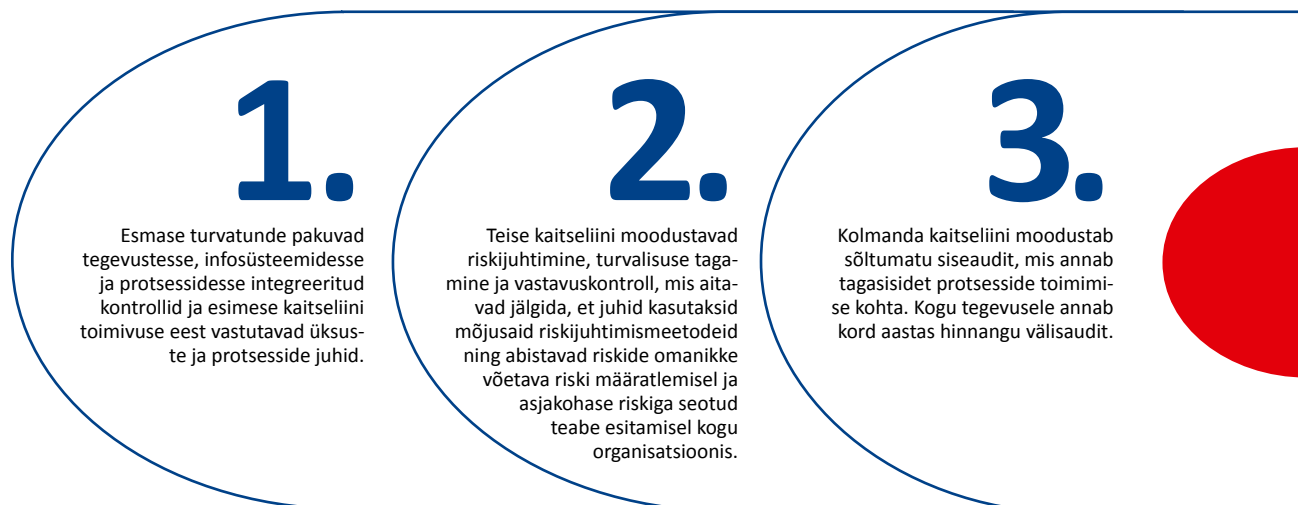 1.
Esmase turvatunde pakuvad
tegevustesse, infosüsteemidesse
ja protsessidesse integreeritud
kontrollid ja esimese kaitseliini
toimivuse eest vastutavad üksus-
te ja protsesside juhid.
2.
Teise kaitseliini moodustavad
riskijuhtimine, turvalisuse taga-
mine ja vastavuskontroll, mis aita-
vad jälgida, et juhid kasutaksid
mõjusaid riskijuhtimismeetodeid
ning abistavad riskide omanikke
võetava riski määratlemisel ja
asjakohase riskiga seotud
teabe esitamisel kogu
organisatsioonis.
3.
Kolmanda kaitseliini moodustab
sõltumatu siseaudit, mis annab
tagasisidet protsesside toimimi-
se kohta. Kogu tegevusele annab
kord aastas hinnangu välisaudit.